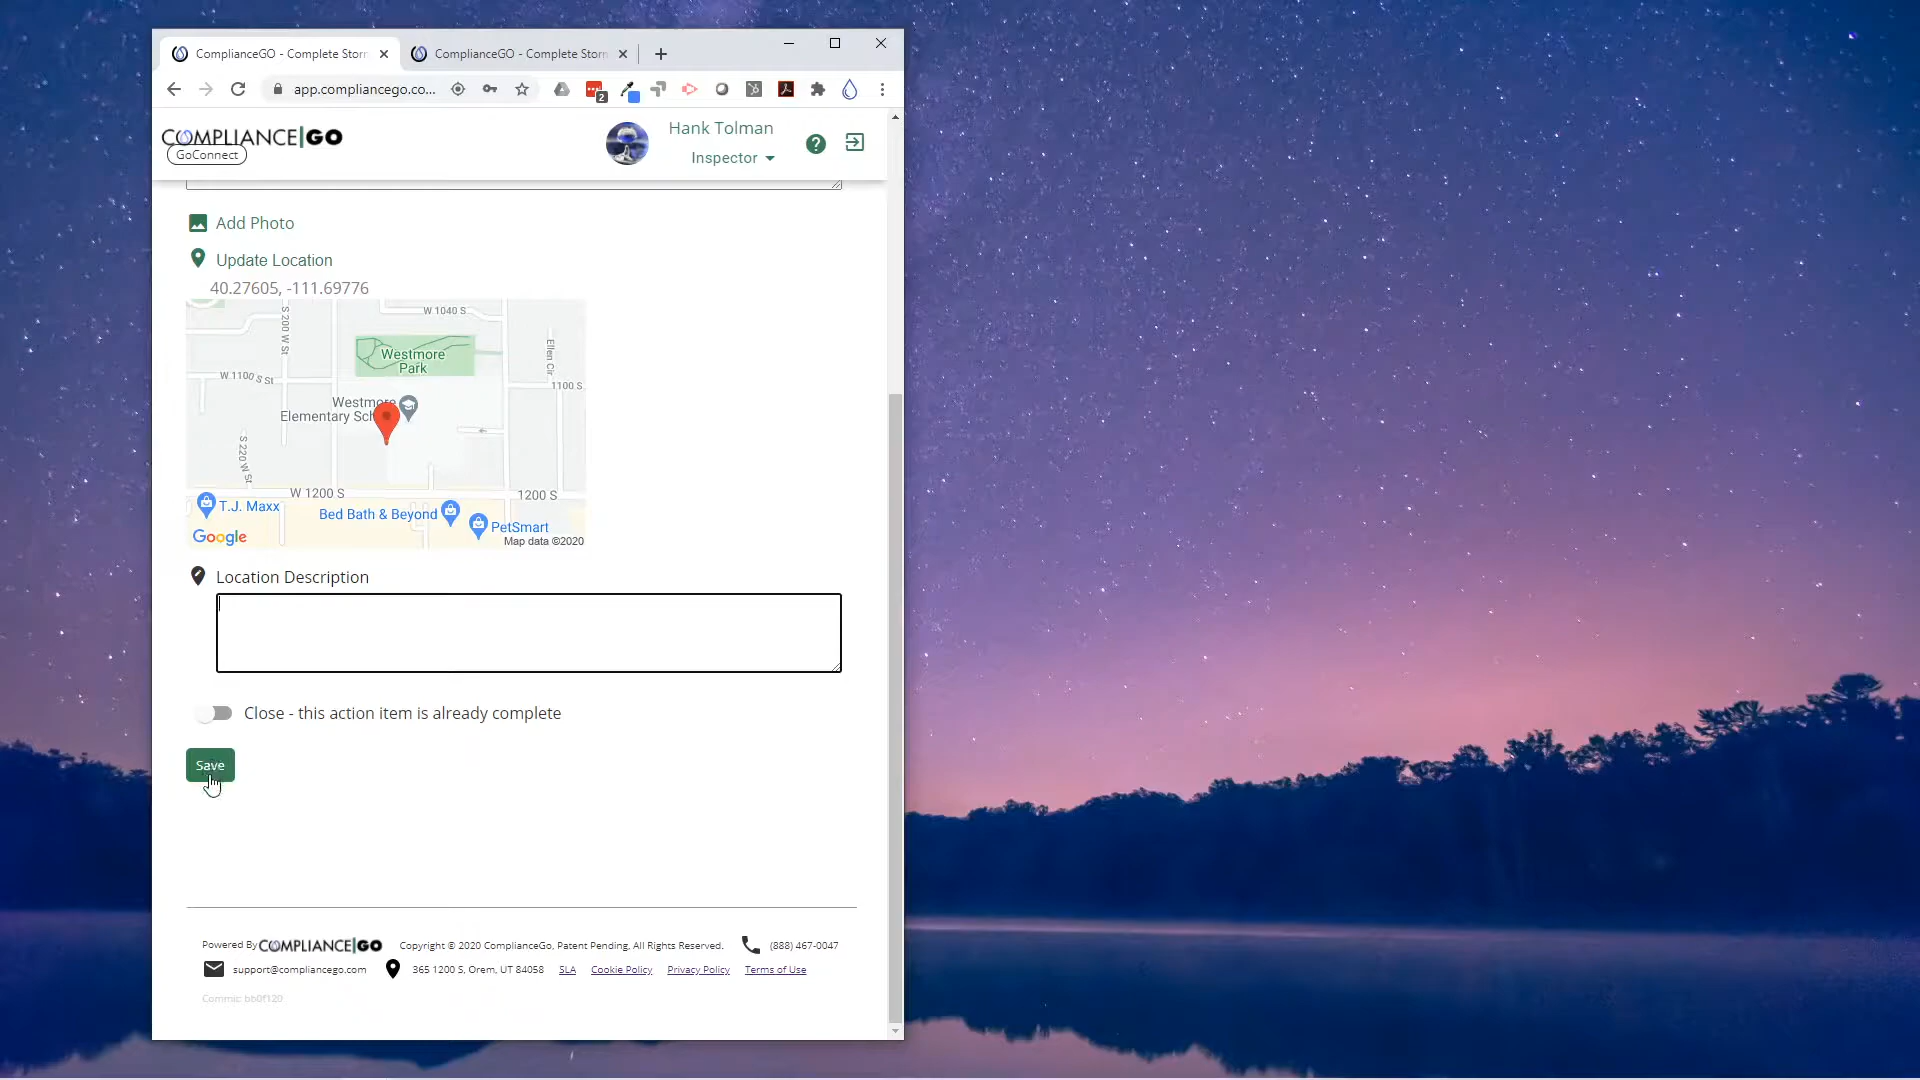 ComplianceGO - Complete Storm
ComplianceGO - Complete Storm
app.compliancego.co...
2
COMPLIANCE|GO
GoConnect
Hank Tolman
Inspector
?
Add Photo
Update Location
40.27605, -111.69776
W 1040 S
S 200 W St
Westmore
Park
Ellen Cir
W 1100 S St
1100 S
Westmore
Elementary Sch
S 220 W St
W 1200 S
1200 S
T.J. Maxx
Bed Bath & Beyond
PetSmart
Google
Map data ©2020
Location Description
Close - this action item is already complete
Save
Powered By COMPLIANCE|GO Copyright © 2020 ComplianceGo, Patent Pending, All Rights Reserved. (888) 467-0047
support@compliancego.com 365 1200 S, Orem, UT 84058 SLA Cookie Policy Privacy Policy Terms of Use
Commic: bb0f120